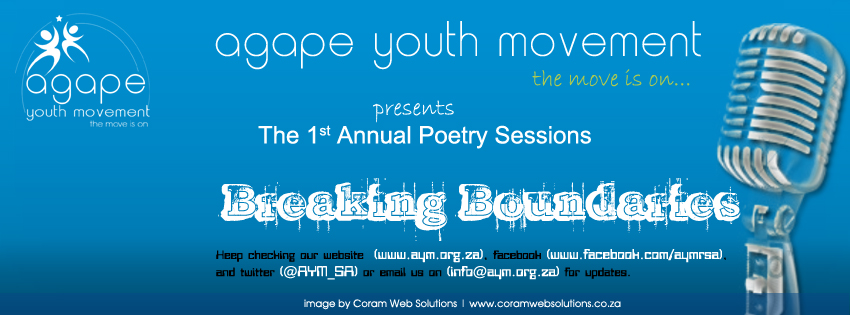 agape
youth movement
the move is on
agape youth movement
the move is on...
presents
The 1st Annual Poetry Sessions
Breaking Boundaries
Keep checking our website (www.aym.org.za), facebook (www.facebook.com/aymrsa),
and twitter (@AYM_SA) or email us on (info@aym.org.za) for updates.
image by Coram Web Solutions | www.coramwebsolutions.co.za